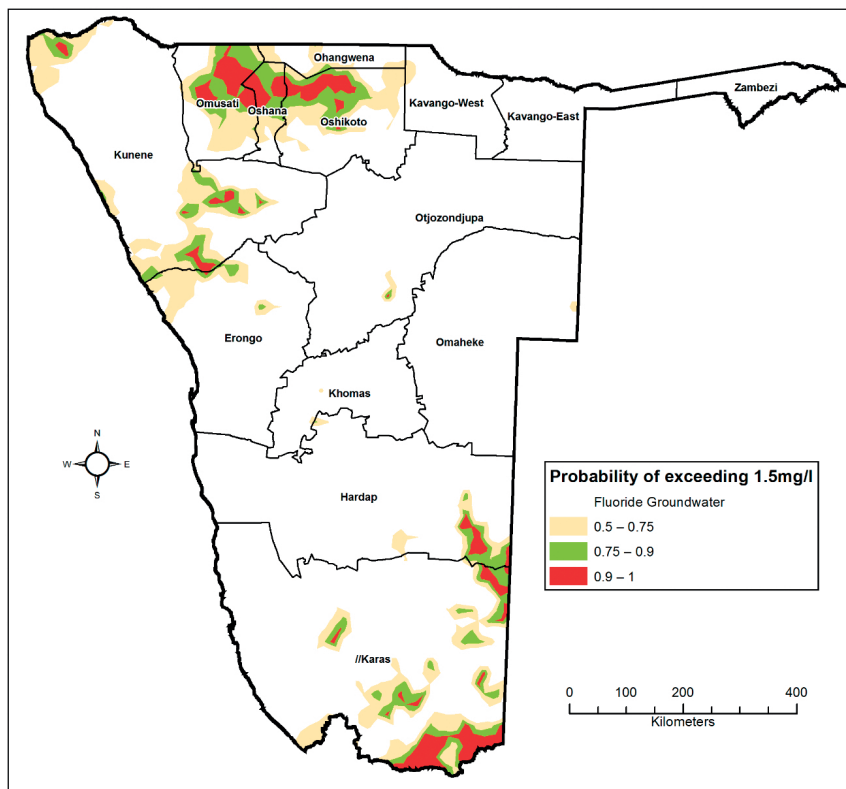 Ohangwena
Omusati
Oshana
Oshikoto
Kavango-West
Kavango-East
Zambezi
Kunene
Otjozondjupa
Erongo
Omaheke
Khomas
N
W E
S
Hardap
//Karas
Probability of exceeding 1.5mg/l
Fluoride Groundwater
0.5 – 0.75
0.75 – 0.9
0.9 – 1
0 100 200 400
Kilometers